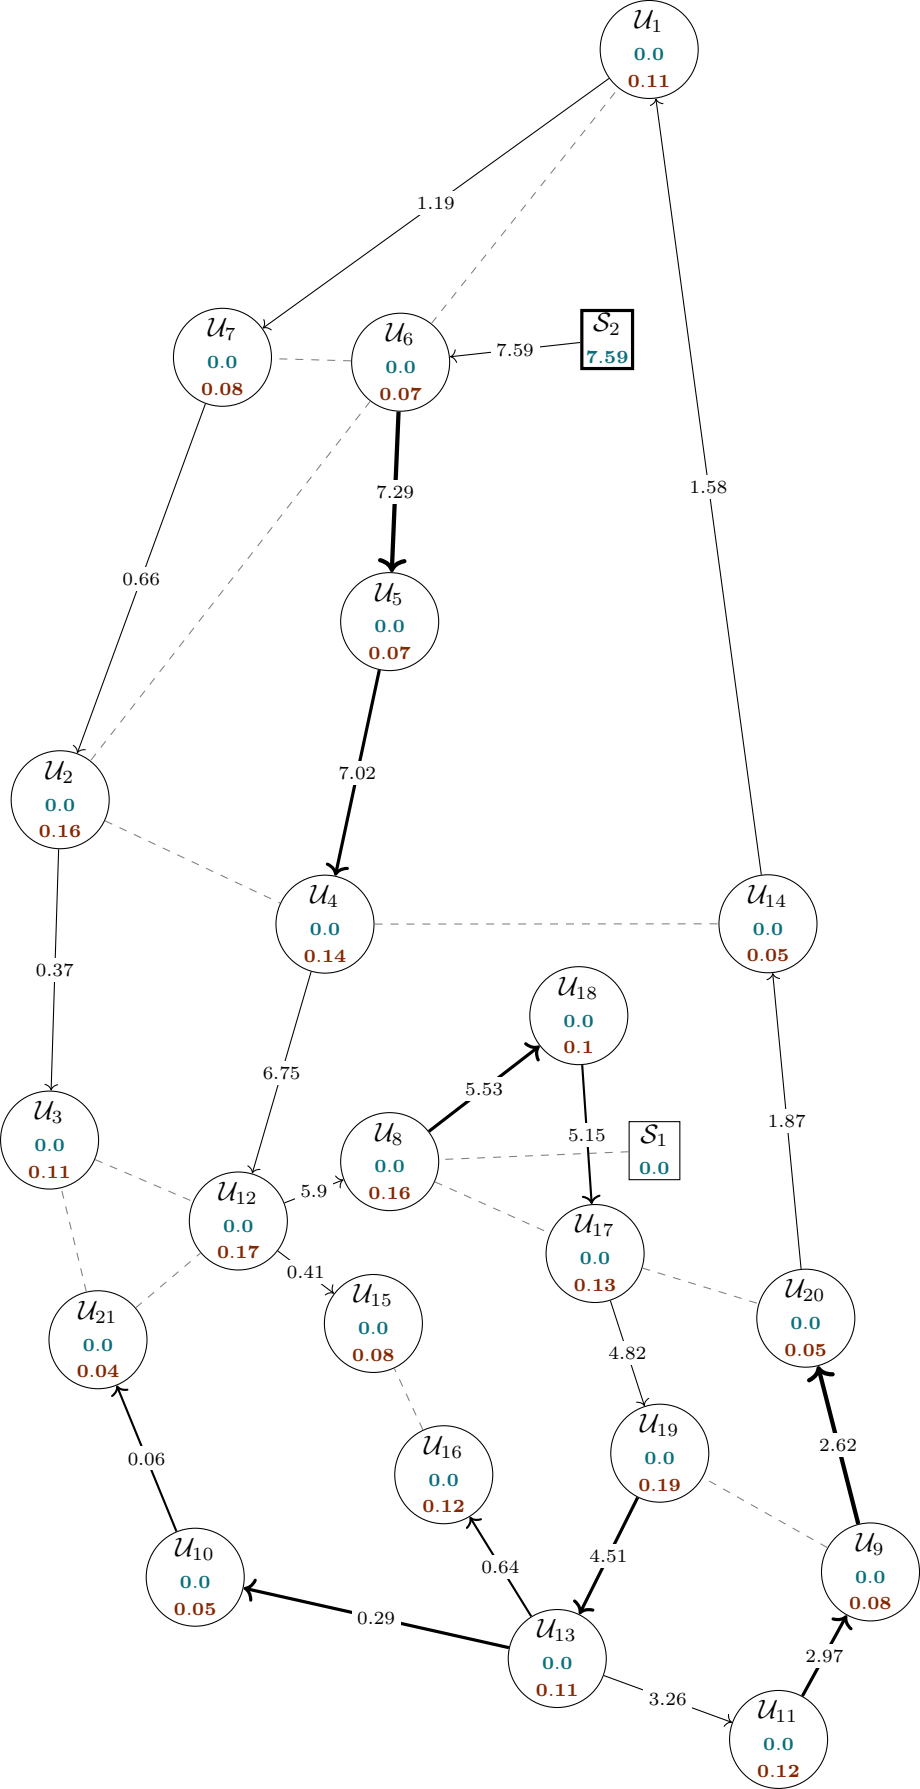 𝒰₁
0.0
0.11
1.19
𝒰₇
0.0
0.08
𝒰₆
0.0
0.07
7.59
𝒮₂
7.59
7.29
1.58
0.66
𝒰₅
0.0
0.07
7.02
𝒰₂
0.0
0.16
𝒰₄
0.0
0.14
𝒰₁₄
0.0
0.05
0.37
𝒰₁₈
0.0
0.1
6.75
5.53
𝒰₃
0.0
0.11
𝒰₈
0.0
0.16
5.15
𝒮₁
0.0
1.87
𝒰₁₂
0.0
0.17
5.9
𝒰₁₇
0.0
0.13
0.41
𝒰₂₁
0.0
0.04
𝒰₁₅
0.0
0.08
𝒰₂₀
0.0
0.05
4.82
0.06
𝒰₁₆
0.0
0.12
𝒰₁₉
0.0
0.19
2.62
𝒰₁₀
0.0
0.05
0.64
4.51
𝒰₉
0.0
0.08
0.29
𝒰₁₃
0.0
0.11
2.97
3.26
𝒰₁₁
0.0
0.12